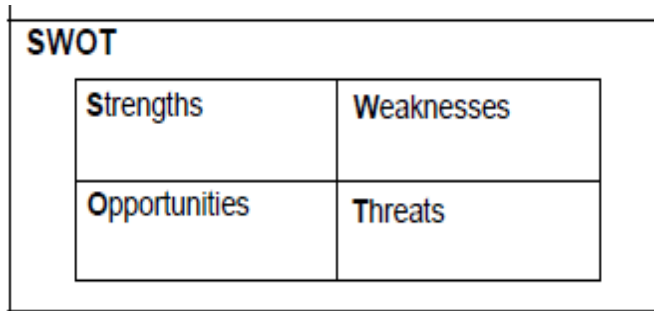 SWOT
Strengths
Weaknesses
Opportunities
Threats